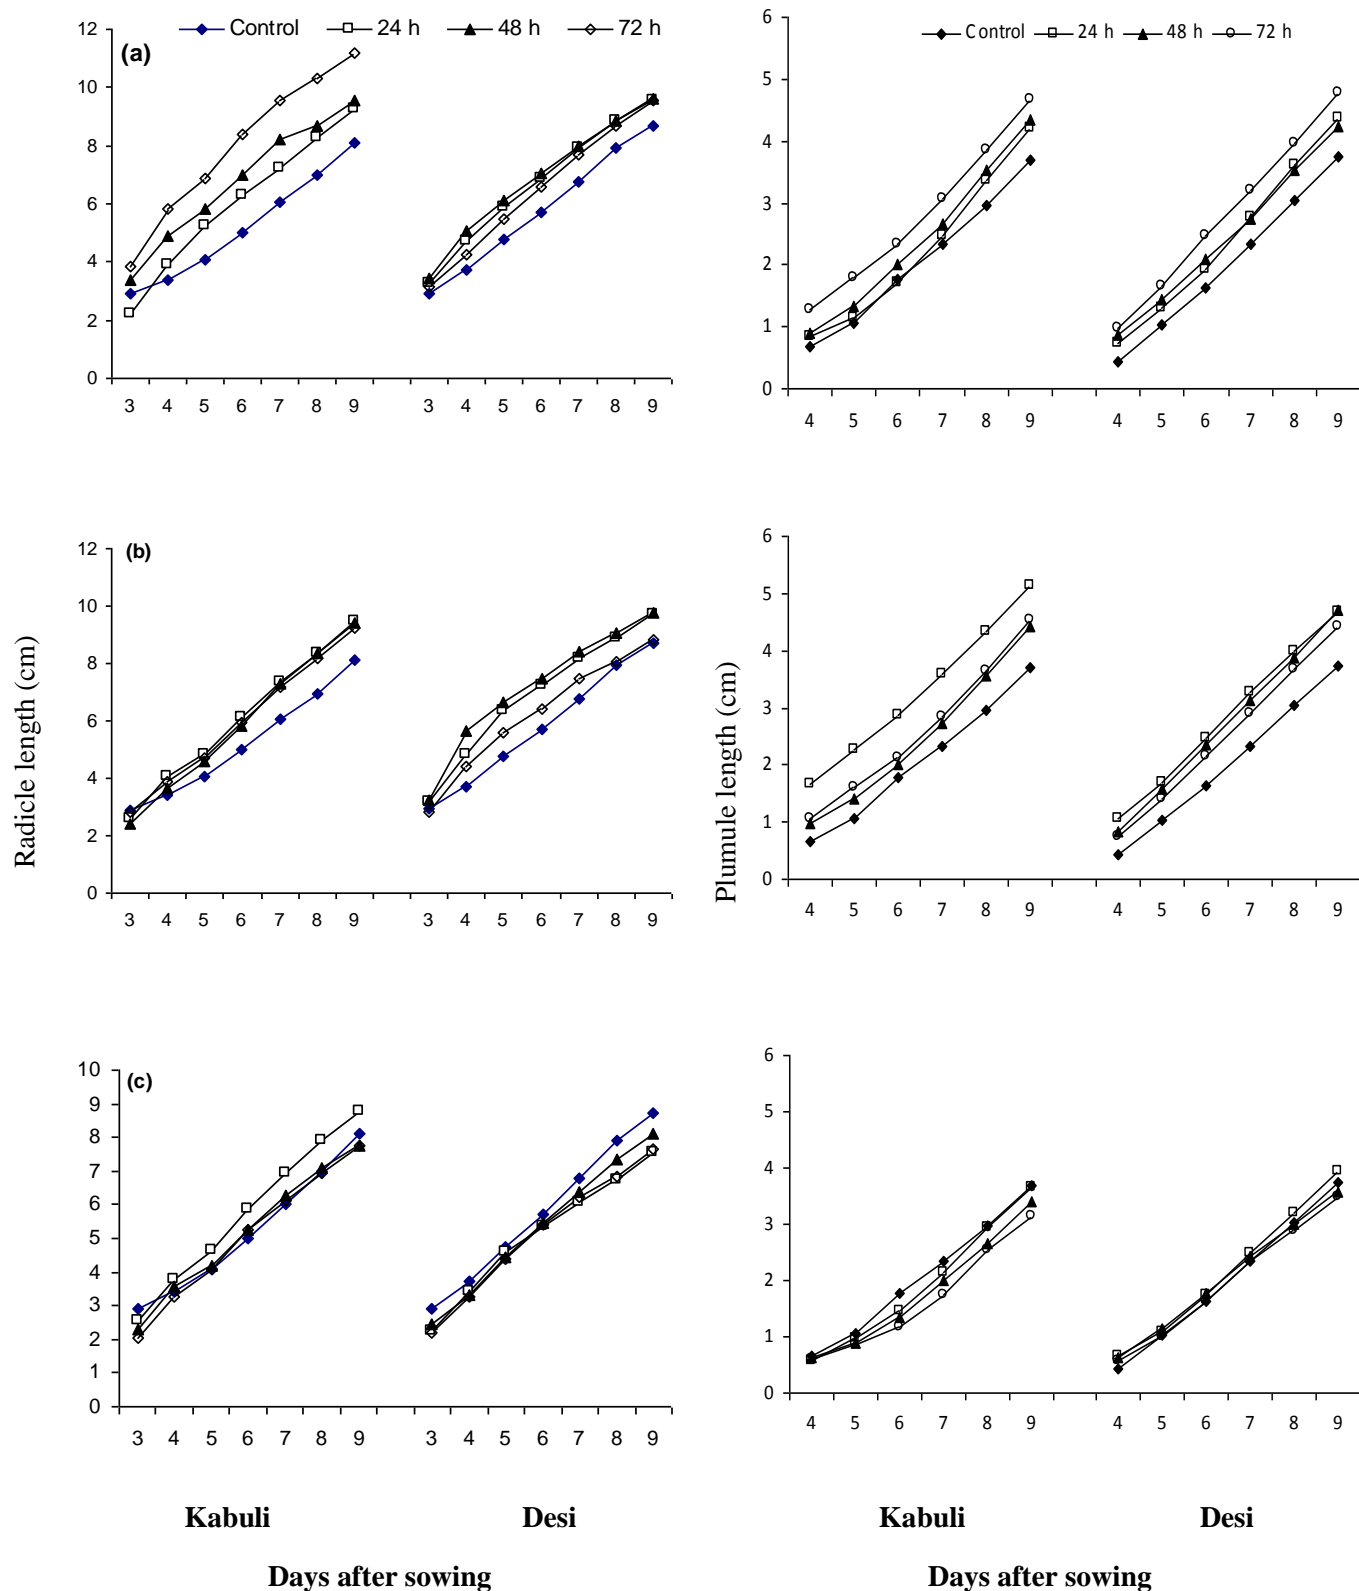 Control 24 h 48 h 72 h
(a)
12
10
8
6
4
2
0
3 4 5 6 7 8 9 3 4 5 6 7 8 9
Control 24 h 48 h 72 h
6
5
4
3
2
1
0
4 5 6 7 8 9 4 5 6 7 8 9
Radicle length (cm)
(b)
12
10
8
6
4
2
0
3 4 5 6 7 8 9 3 4 5 6 7 8 9
Plumule length (cm)
6
5
4
3
2
1
0
4 5 6 7 8 9 4 5 6 7 8 9
(c)
10
9
8
7
6
5
4
3
2
1
0
3 4 5 6 7 8 9 3 4 5 6 7 8 9
6
5
4
3
2
1
0
4 5 6 7 8 9 4 5 6 7 8 9
Kabuli Desi
Days after sowing
Kabuli Desi
Days after sowing